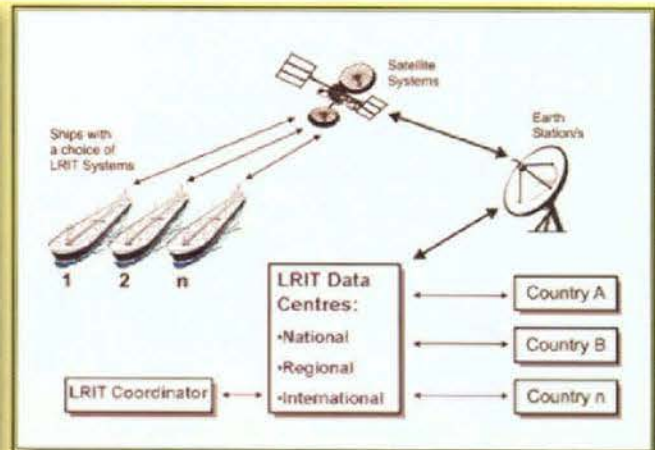 Satellite
Systems
Earth
Station/s
Ships with
a choice of
LRIT Systems
1 2 n
LRIT Data
Centres:
•National
•Regional
•International
Country A
Country B
Country n
LRIT Coordinator